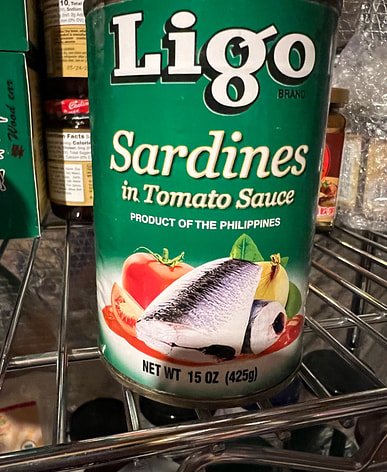 Ligo
BRAND
Sardines
in Tomato Sauce
PRODUCT OF THE PHILIPPINES
NET WT 15 OZ (425g)